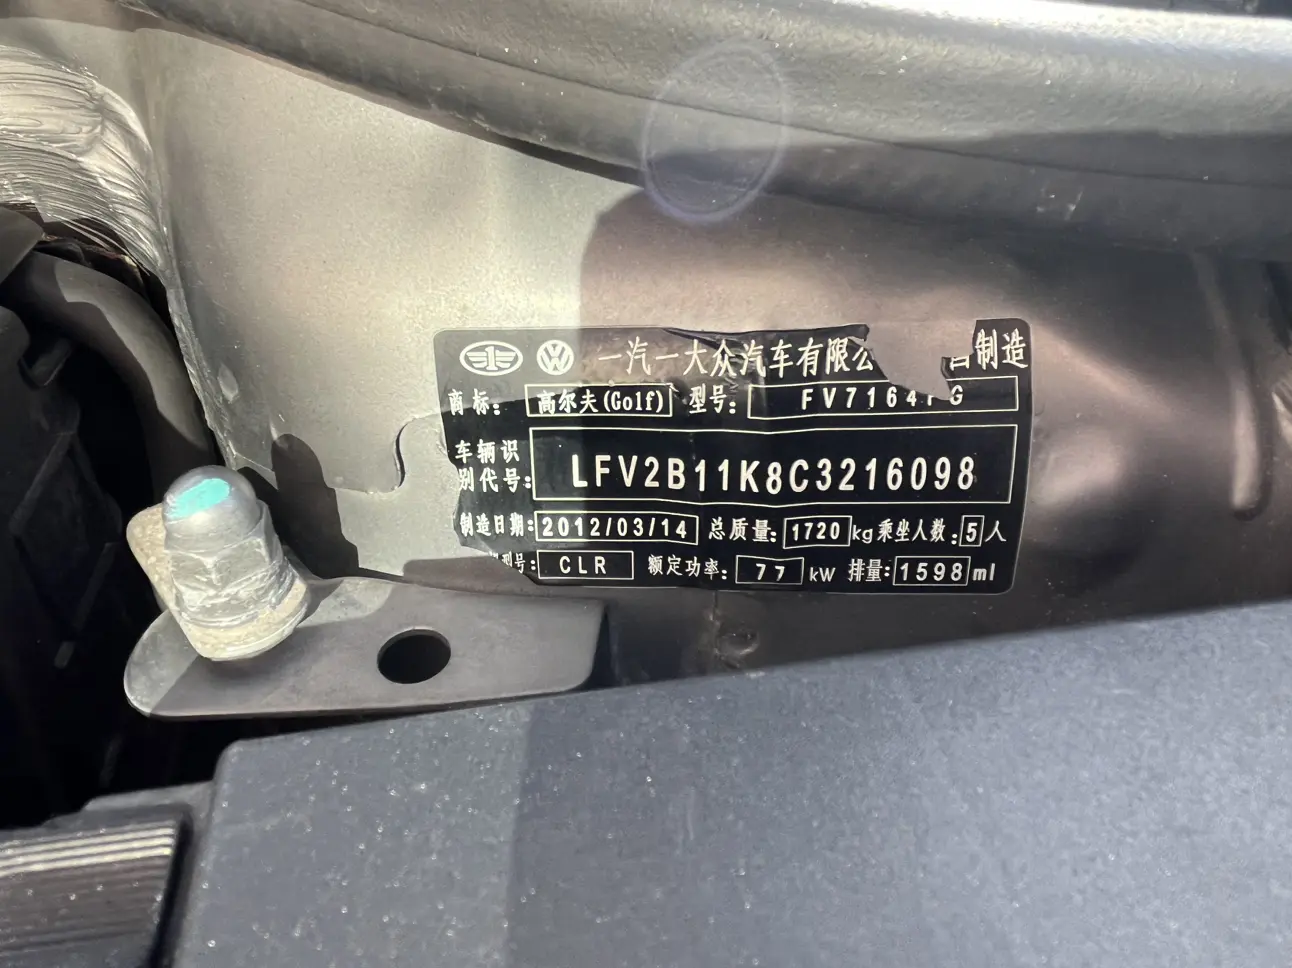 一汽一大众汽车有限公 制造
商标: 高尔夫(Golf) 型号: FV7164 G
车辆识别代号: LFV2B11K8C3216098
制造日期: 2012/03/14 总质量: 1720 kg 乘坐人数: 5 人
型号: CLR 额定功率: 77 kW 排量: 1598 ml